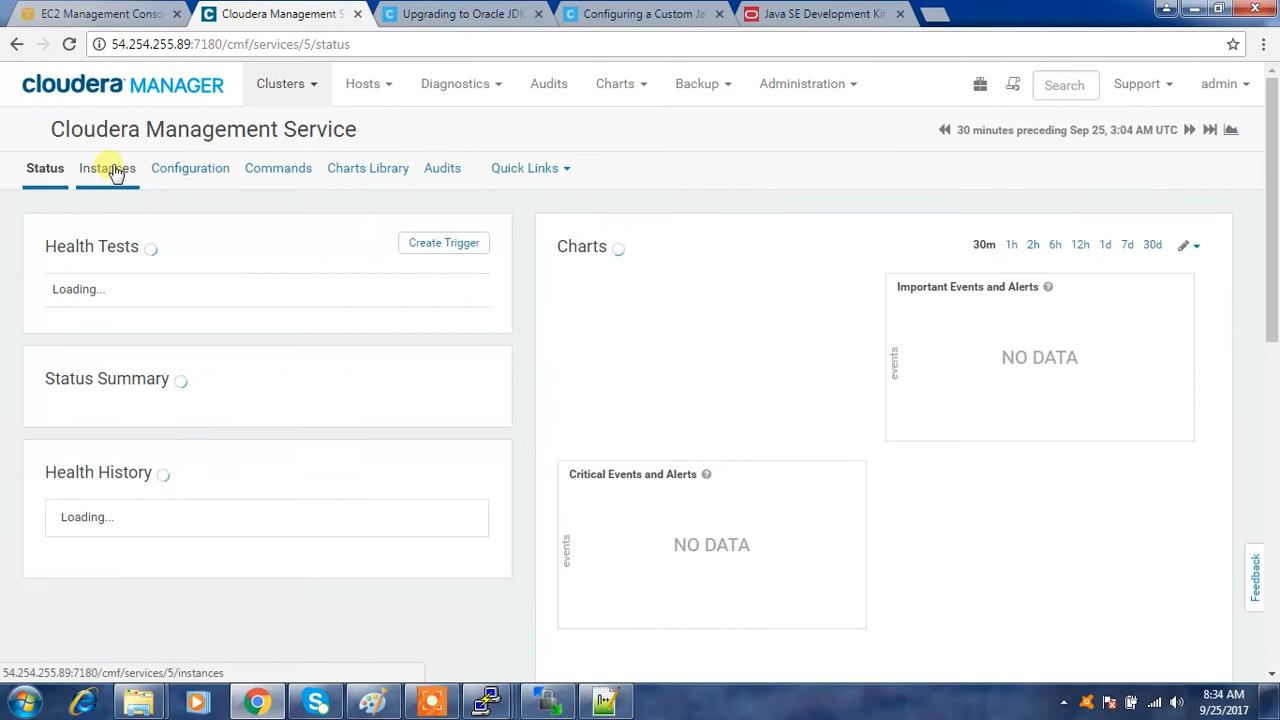 EC2 Management Conso
Cloudera Management S
Upgrading to Oracle JDK
Configuring a Custom Ja
Java SE Development Kit
54.254.255.89:7180/cmf/services/5/status
cloudera MANAGER
Clusters
Hosts
Diagnostics
Audits
Charts
Backup
Administration
Search
Support
admin
Cloudera Management Service
30 minutes preceding Sep 25, 3:04 AM UTC
Status
Instances
Configuration
Commands
Charts Library
Audits
Quick Links
Health Tests
Create Trigger
Loading...
Status Summary
Health History
Loading...
Charts
30m 1h 2h 6h 12h 1d 7d 30d
Important Events and Alerts
events
NO DATA
Critical Events and Alerts
events
NO DATA
Feedback
54.254.255.89:7180/cmf/services/5/instances
8:34 AM
9/25/2017